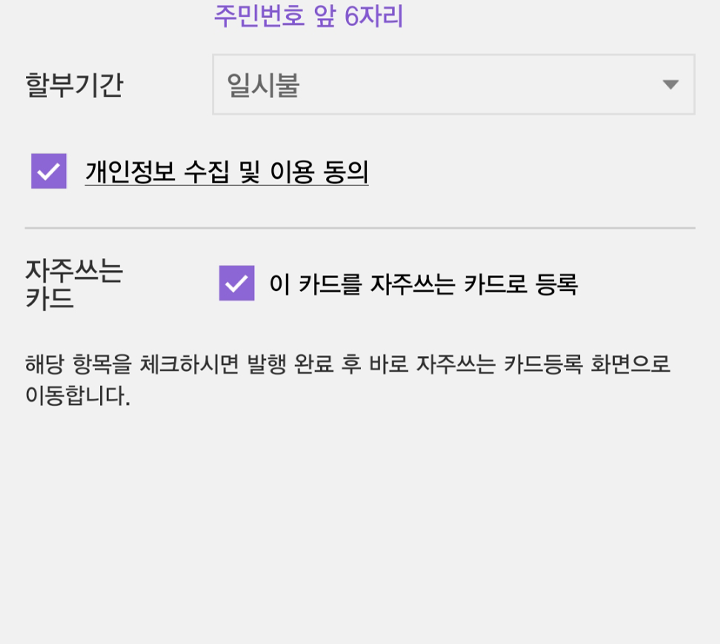 주민번호 앞 6자리
할부기간
일시불
개인정보 수집 및 이용 동의
자주쓰는
카드
이 카드를 자주쓰는 카드로 등록
해당 항목을 체크하시면 발행 완료 후 바로 자주쓰는 카드등록 화면으로
이동합니다.